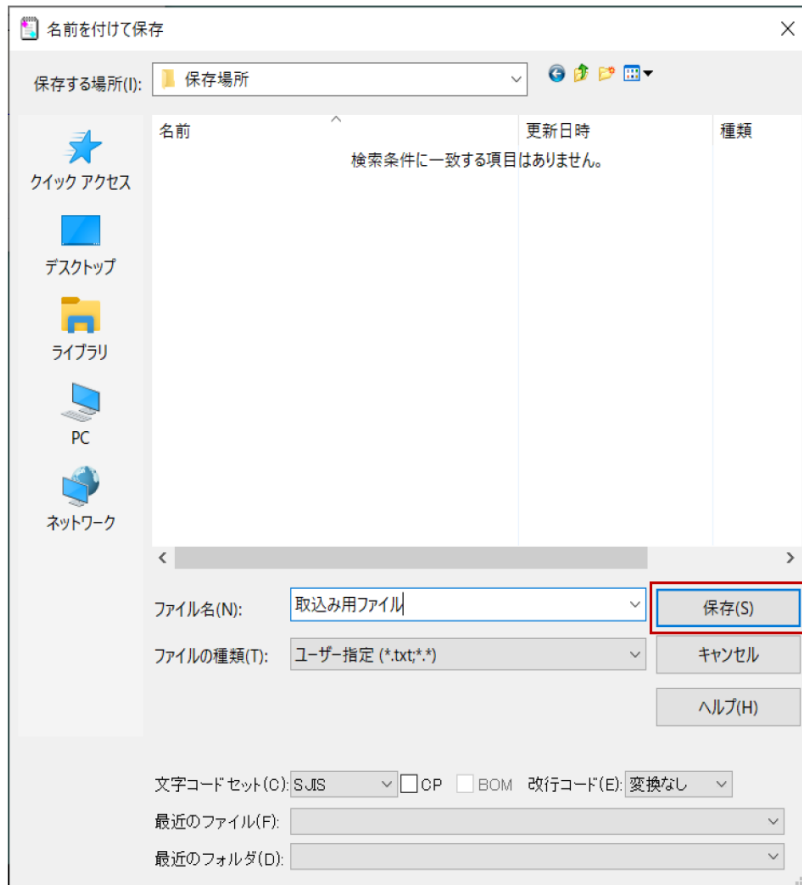 名前を付けて保存
保存する場所(I): 保存場所
名前 更新日時 種類
検索条件に一致する項目はありません。
クイック アクセス
デスクトップ
ライブラリ
PC
ネットワーク
ファイル名(N): 取込み用ファイル 保存(S)
ファイルの種類(T): ユーザー指定 (*.txt;*.*) キャンセル
ヘルプ(H)
文字コードセット(C): SJIS CP BOM 改行コード(E): 変換なし
最近のファイル(F):
最近のフォルダ(D):